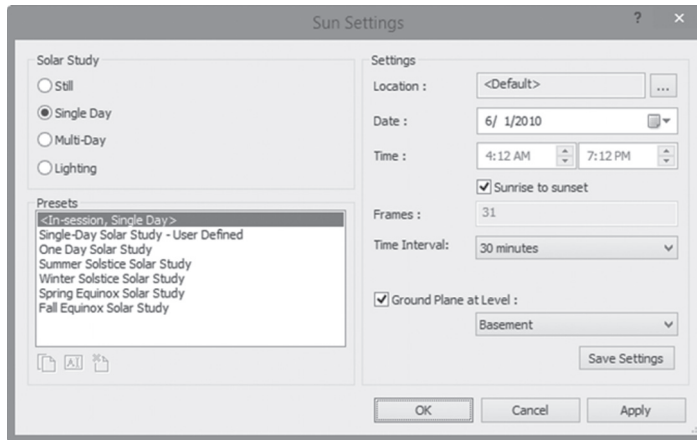 Sun Settings
? ×
Solar Study
Still
Single Day
Multi-Day
Lighting
Presets
<In-session, Single Day>
Single-Day Solar Study - User Defined
One Day Solar Study
Summer Solstice Solar Study
Winter Solstice Solar Study
Spring Equinox Solar Study
Fall Equinox Solar Study
AI
Settings
Location : <Default> ...
Date : 6/ 1/2010
Time : 4:12 AM 7:12 PM
Sunrise to sunset
Frames : 31
Time Interval: 30 minutes
Ground Plane at Level :
Basement
Save Settings
OK Cancel Apply